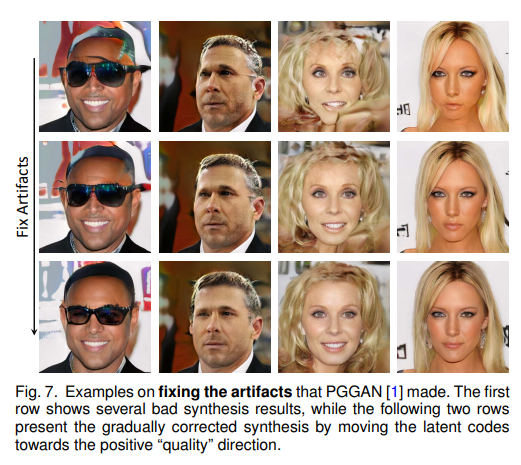 Fix Artifacts
Fig. 7. Examples on fixing the artifacts that PGGAN [1] made. The first
row shows several bad synthesis results, while the following two rows
present the gradually corrected synthesis by moving the latent codes
towards the positive “quality” direction.